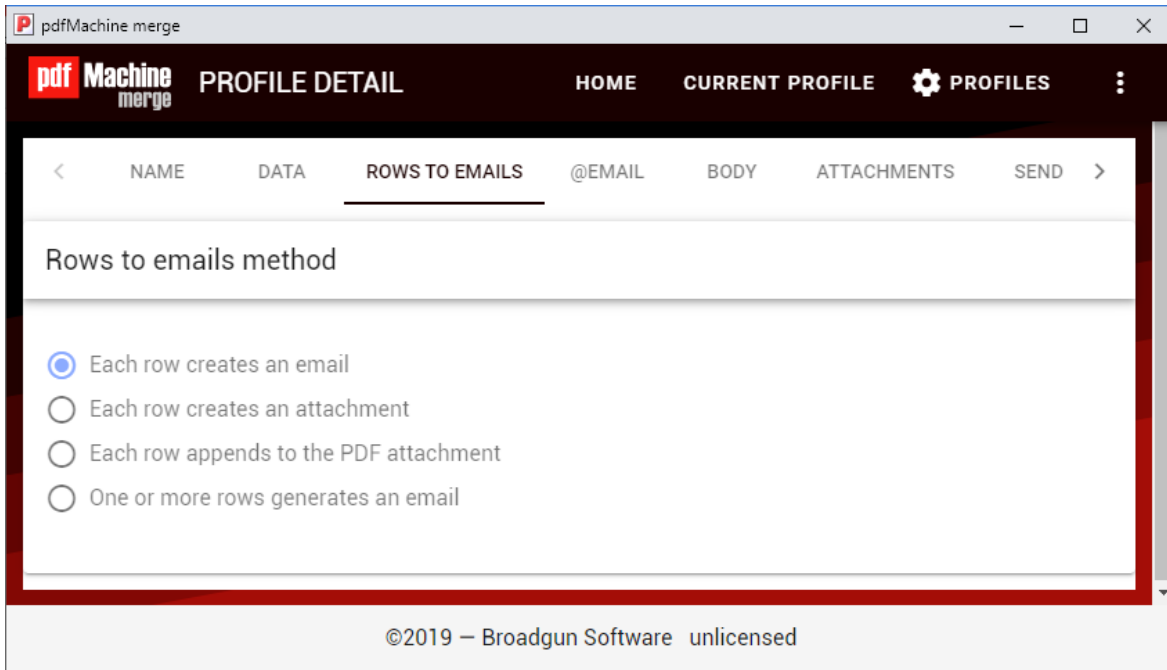 pdfMachine merge
pdf Machine merge PROFILE DETAIL HOME CURRENT PROFILE PROFILES
NAME DATA ROWS TO EMAILS @EMAIL BODY ATTACHMENTS SEND
Rows to emails method
Each row creates an email
Each row creates an attachment
Each row appends to the PDF attachment
One or more rows generates an email
©2019 — Broadgun Software unlicensed